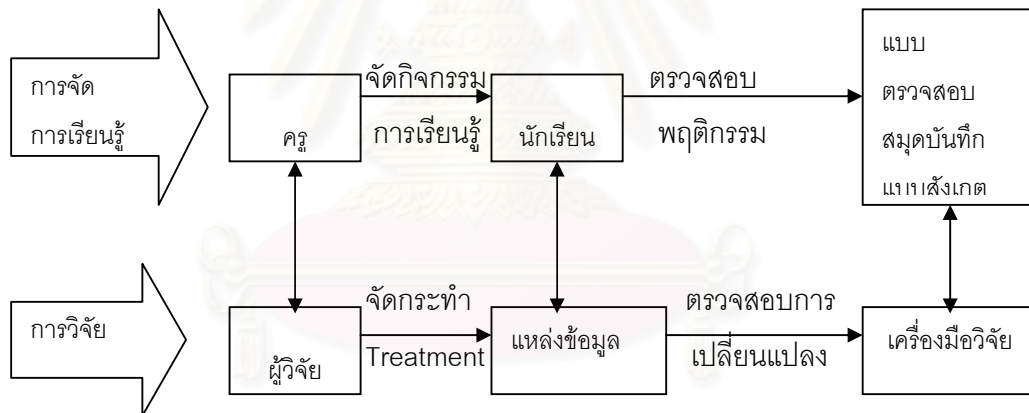 การจัด
การเรียนรู้
ครู
จัดกิจกรรม
การเรียนรู้
นักเรียน
ตรวจสอบ
พฤติกรรม
แบบ
ตรวจสอบ
สมุดบันทึก
แบบสังเกต
การวิจัย
ผู้วิจัย
จัดกระทำ
Treatment
แหล่งข้อมูล
ตรวจสอบการ
เปลี่ยนแปลง
เครื่องมือวิจัย